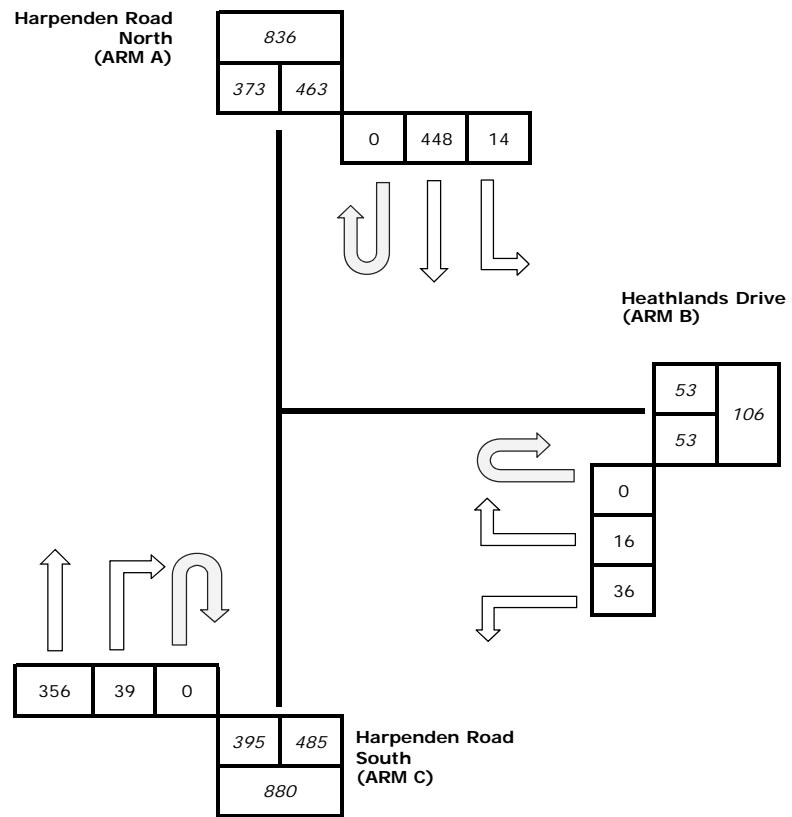 Harpenden Road
North
(ARM A)
836
373 463
0 448 14
Heathlands Drive
(ARM B)
53
106
53
0
16
36
356 39 0
395 485
880
Harpenden Road
South
(ARM C)